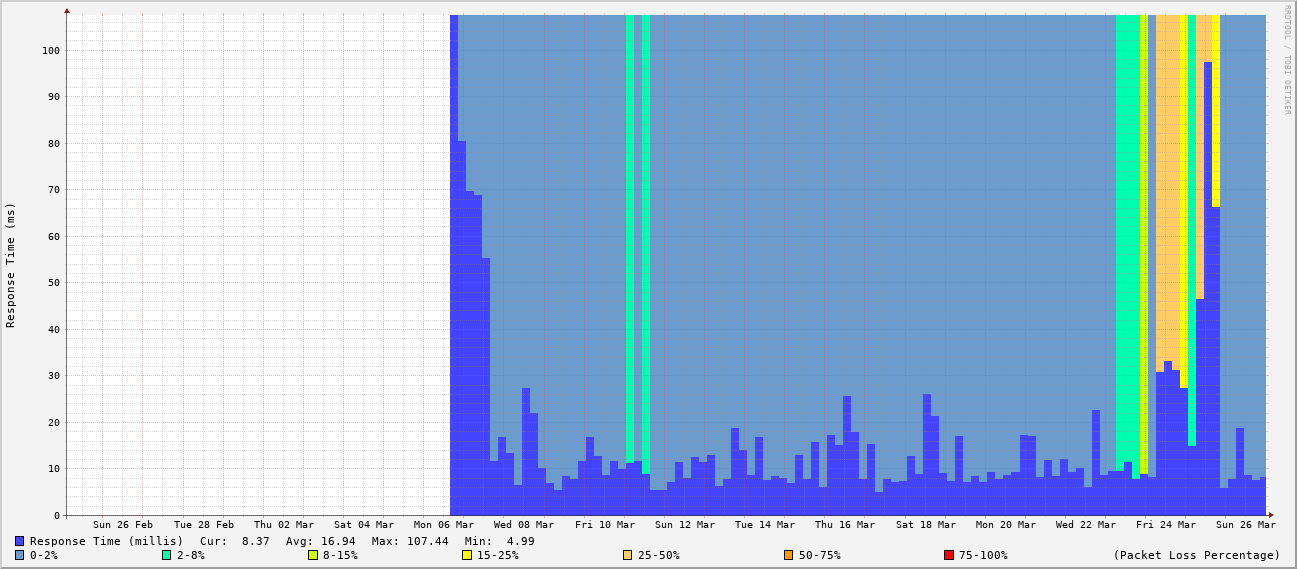 RRDTOOL / TOBI OETIKER
Response Time (ms)
100
90
80
70
60
50
40
30
20
10
0
Sun 26 Feb Tue 28 Feb Thu 02 Mar Sat 04 Mar Mon 06 Mar Wed 08 Mar Fri 10 Mar Sun 12 Mar Tue 14 Mar Thu 16 Mar Sat 18 Mar Mon 20 Mar Wed 22 Mar Fri 24 Mar Sun 26 Mar
Response Time (millis) Cur: 8.37 Avg: 16.94 Max: 107.44 Min: 4.99
0-2% 2-8% 8-15% 15-25% 25-50% 50-75% 75-100% (Packet Loss Percentage)